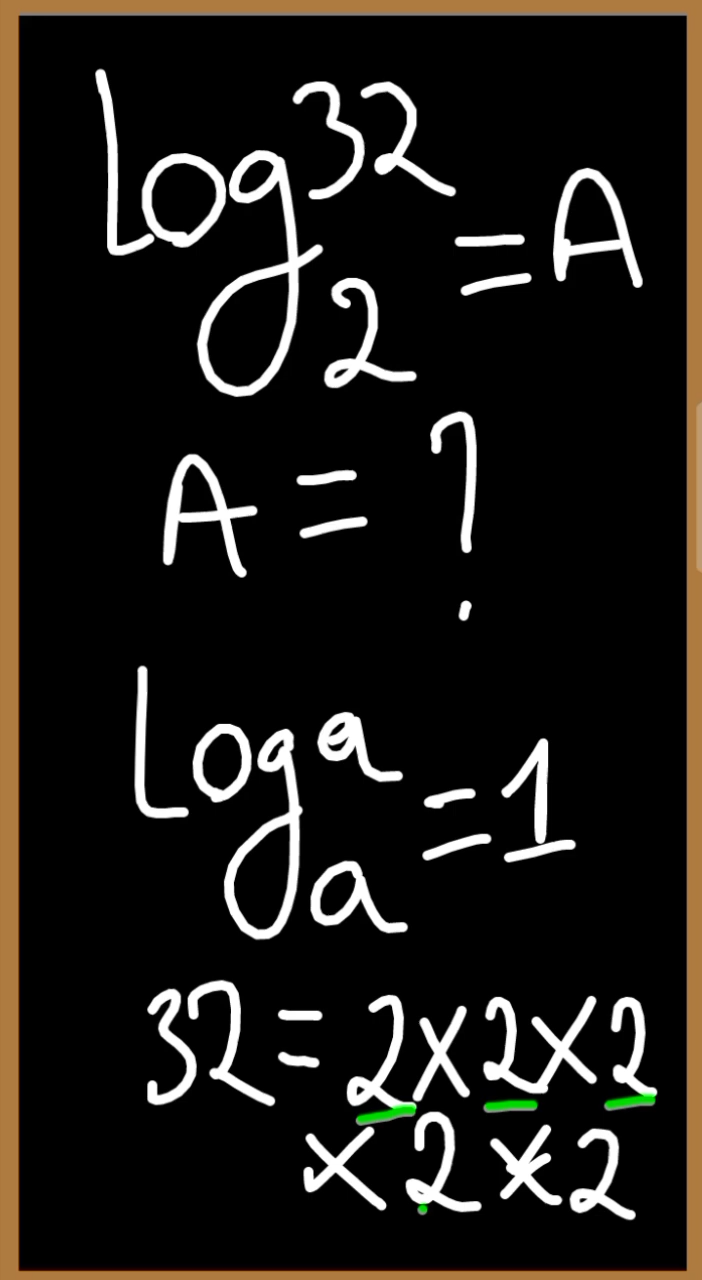 log₂³² = A
A = ?
Logₐᵃ = 1
32 = 2×2×2
×2×2